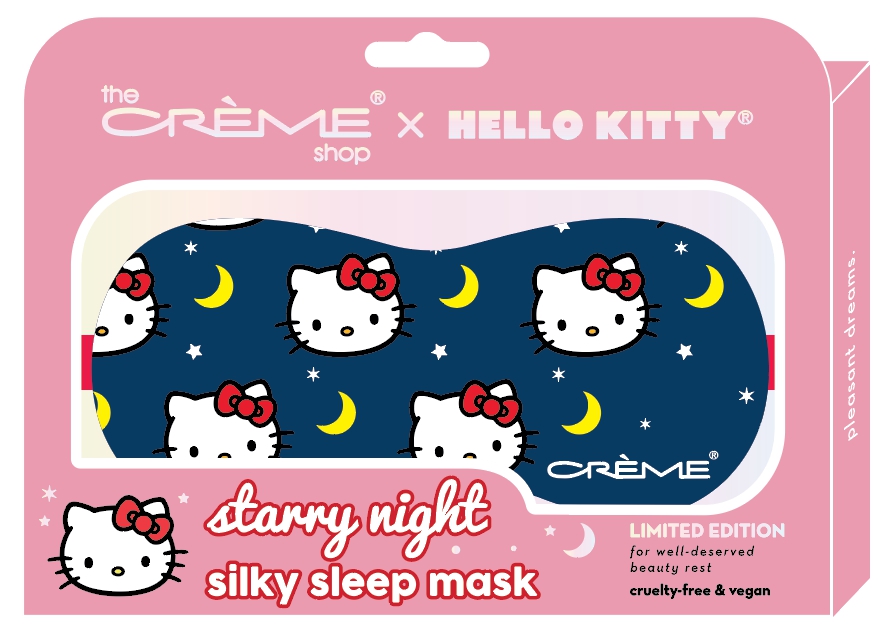 the
CRÈME® × HELLO KITTY®
shop
pleasant dreams.
CRÈME®
starry night
silky sleep mask
LIMITED EDITION
for well-deserved
beauty rest
cruelty-free & vegan